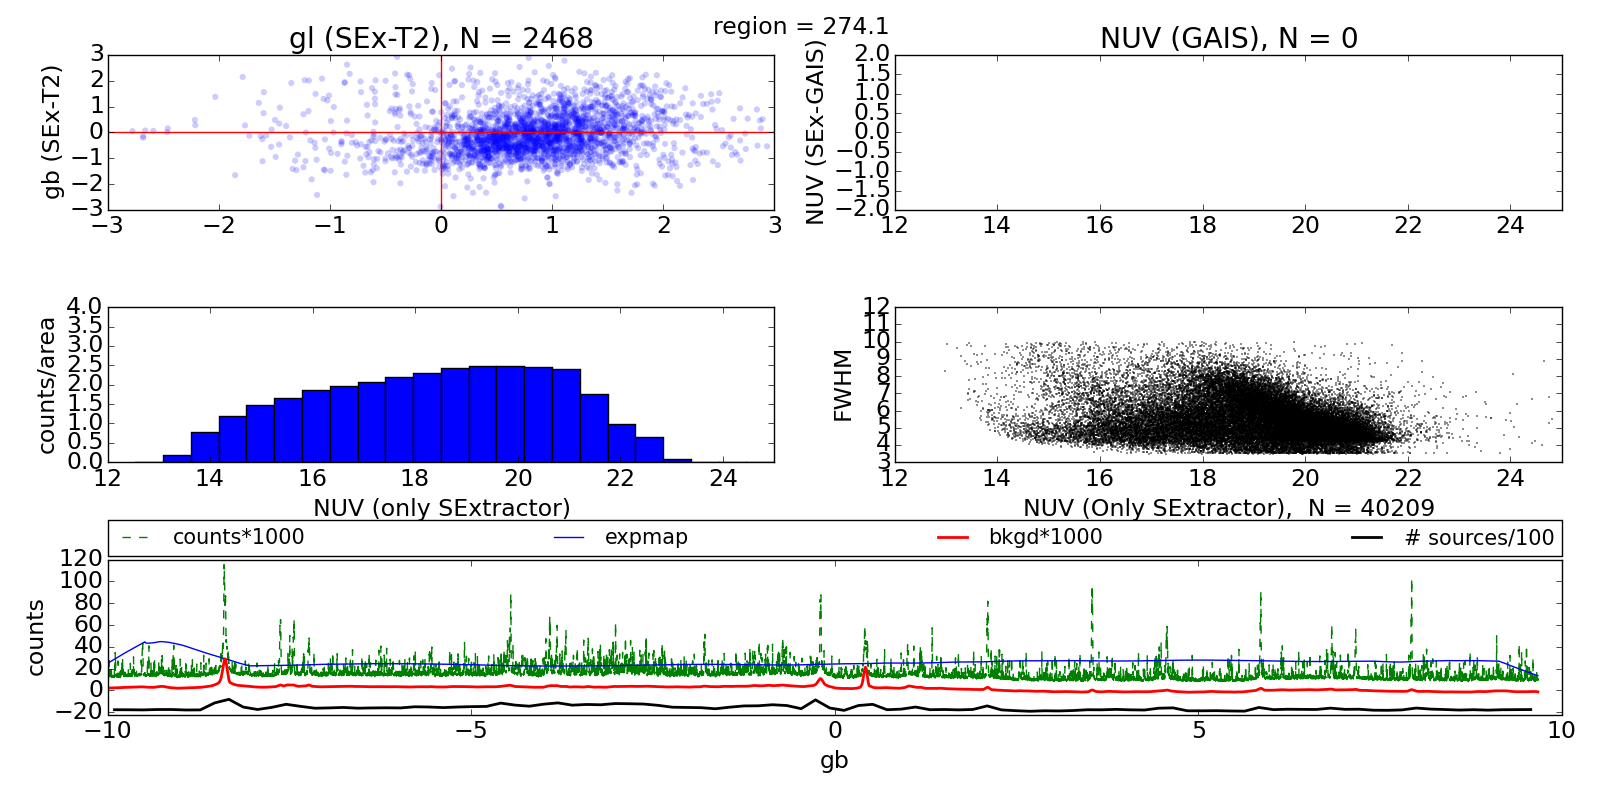 region = 274.1
gl (SEx-T2), N = 2468
NUV (GAIS), N = 0
gb (SEx-T2)
3
2
1
0
−1
−2
−3
−3 −2 −1 0 1 2 3
NUV (SEx-GAIS)
2.0
1.5
1.0
0.5
0.0
−0.5
−1.0
−1.5
−2.0
12 14 16 18 20 22 24
counts/area
4.0
3.5
3.0
2.5
2.0
1.5
1.0
0.5
0.0
12 14 16 18 20 22 24
NUV (only SExtractor)
FWHM
12
11
10
9
8
7
6
5
4
3
12 14 16 18 20 22 24
NUV (Only SExtractor), N = 40209
counts*1000 expmap bkgd*1000 # sources/100
counts
120
100
80
60
40
20
0
−20
−10 −5 0 5 10
gb